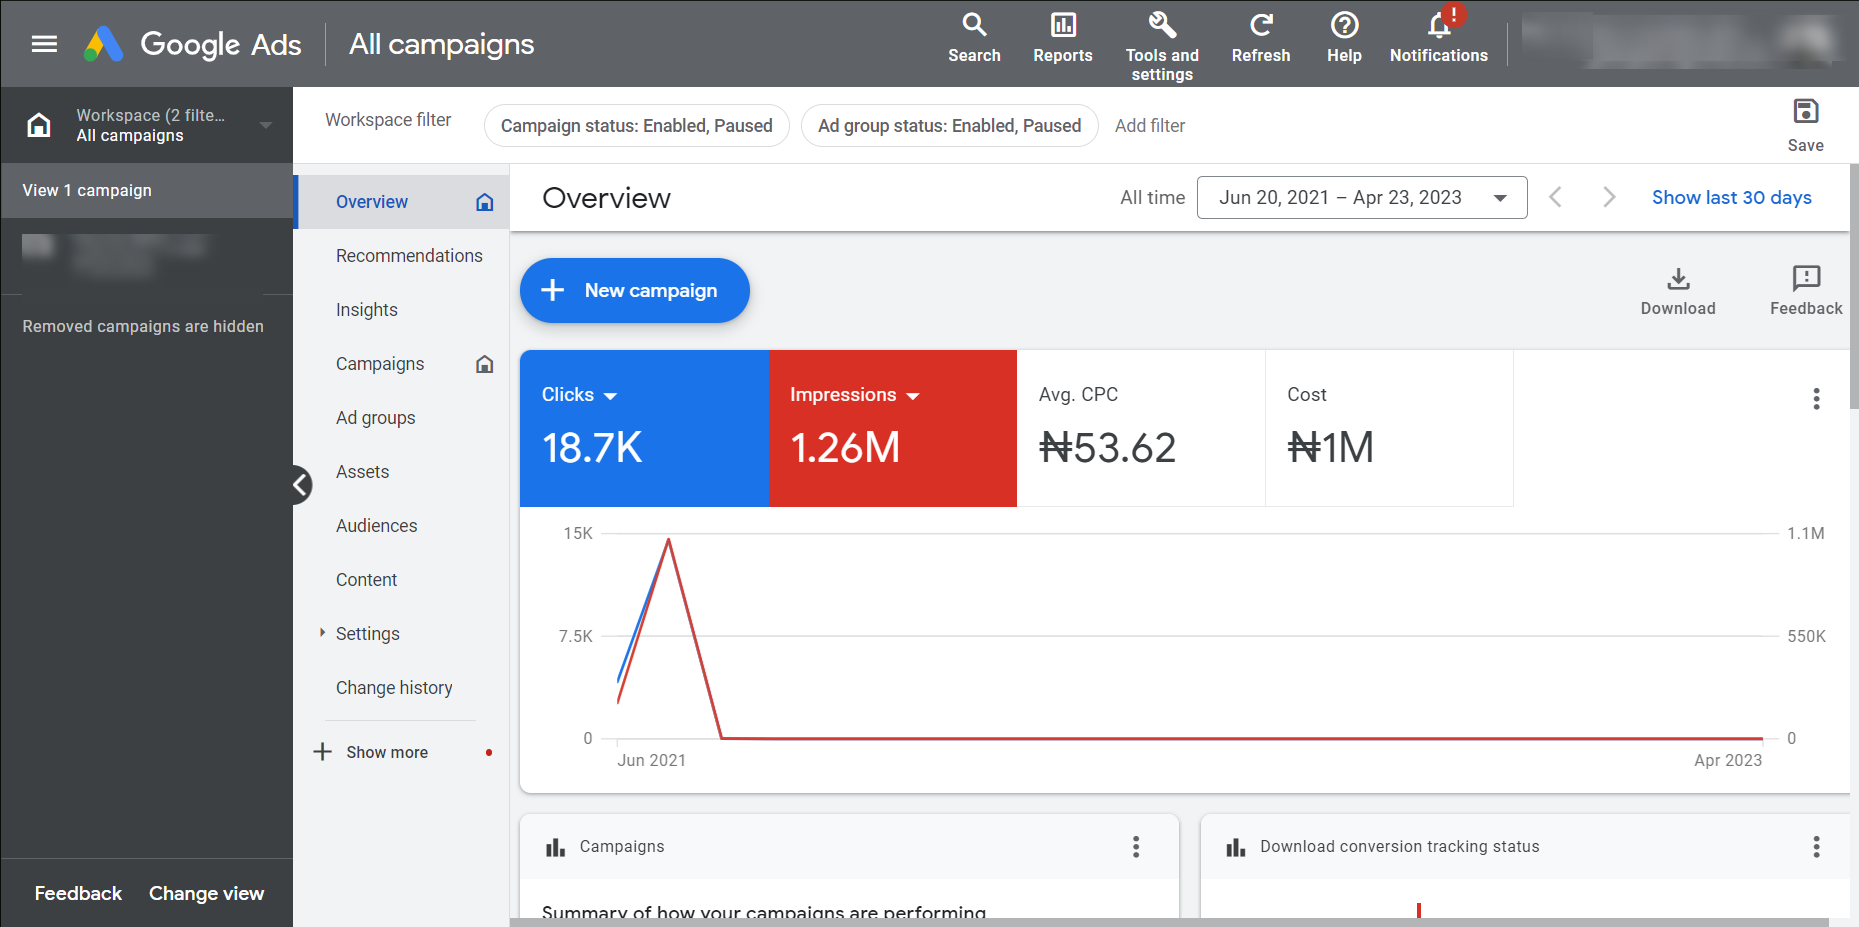 Google Ads
All campaigns
Search
Reports
Tools and
settings
Refresh
Help
Notifications
!
Workspace (2 filte...
All campaigns
Workspace filter
Campaign status: Enabled, Paused
Ad group status: Enabled, Paused
Add filter
Save
View 1 campaign
Removed campaigns are hidden
Feedback
Change view
Overview
Recommendations
Insights
Campaigns
Ad groups
Assets
Audiences
Content
Settings
Change history
Show more
Overview
All time
Jun 20, 2021 – Apr 23, 2023
Show last 30 days
New campaign
Download
Feedback
Clicks
18.7K
Impressions
1.26M
Avg. CPC
₦53.62
Cost
₦1M
15K
7.5K
0
1.1M
550K
0
Jun 2021
Apr 2023
Campaigns
Summary of how your campaigns are performing
Download conversion tracking status